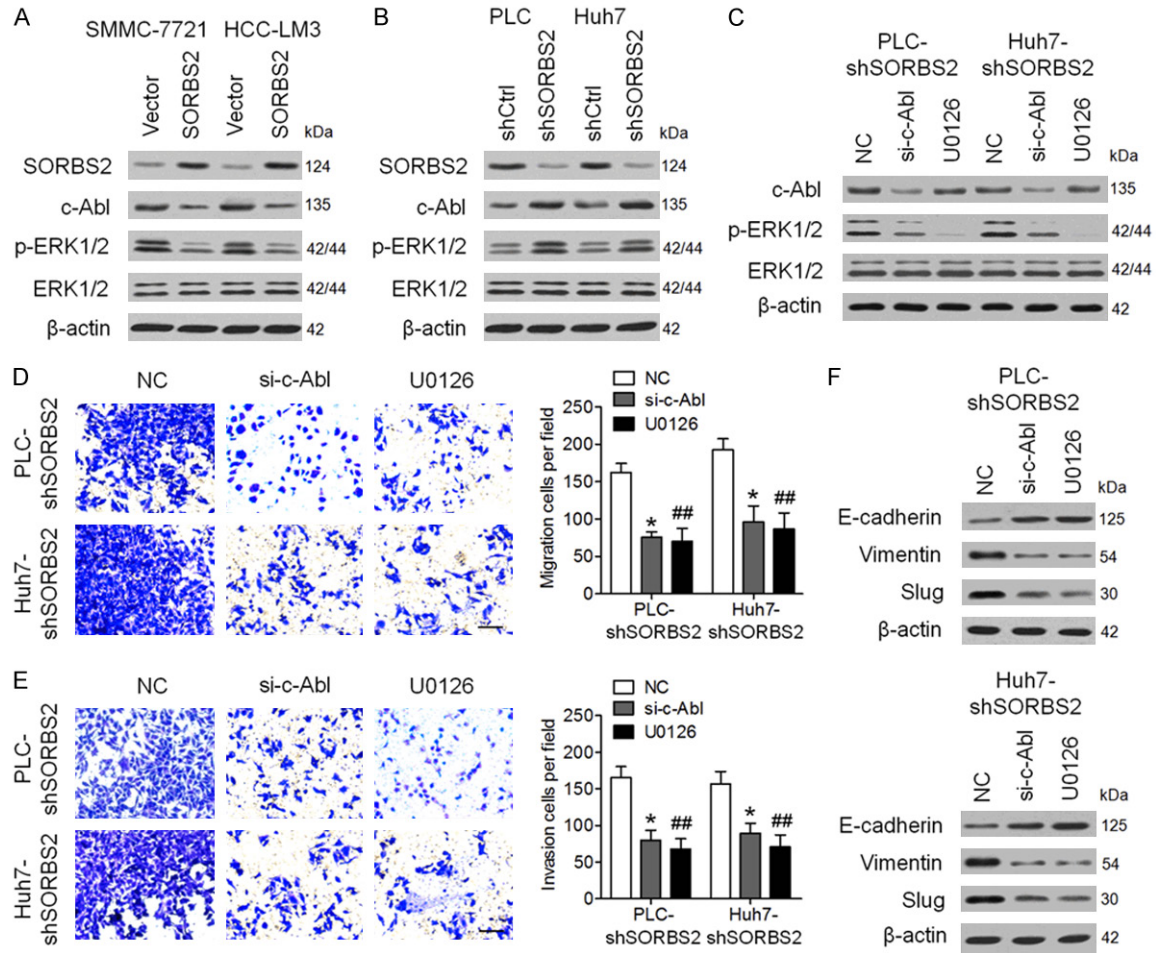 A
SMMC-7721 HCC-LM3
Vector
SORBS2
Vector
SORBS2
kDa
SORBS2 124
c-Abl 135
p-ERK1/2 42/44
ERK1/2 42/44
β-actin 42
B
PLC Huh7
shCtrl
shSORBS2
shCtrl
shSORBS2
kDa
SORBS2 124
c-Abl 135
p-ERK1/2 42/44
ERK1/2 42/44
β-actin 42
C
PLC-
shSORBS2
Huh7-
shSORBS2
NC
si-c-Abl
U0126
NC
si-c-Abl
U0126
kDa
c-Abl 135
p-ERK1/2 42/44
ERK1/2 42/44
β-actin 42
D
NC si-c-Abl U0126
PLC-
shSORBS2
Huh7-
shSORBS2
NC
si-c-Abl
U0126
Migration cells per field
250
200
150
100
50
0
* ## * ##
PLC-
shSORBS2
Huh7-
shSORBS2
E
NC si-c-Abl U0126
PLC-
shSORBS2
Huh7-
shSORBS2
NC
si-c-Abl
U0126
Invasion cells per field
250
200
150
100
50
0
* ## * ##
PLC-
shSORBS2
Huh7-
shSORBS2
F
PLC-
shSORBS2
NC
si-c-Abl
U0126
kDa
E-cadherin 125
Vimentin 54
Slug 30
β-actin 42
Huh7-
shSORBS2
NC
si-c-Abl
U0126
kDa
E-cadherin 125
Vimentin 54
Slug 30
β-actin 42